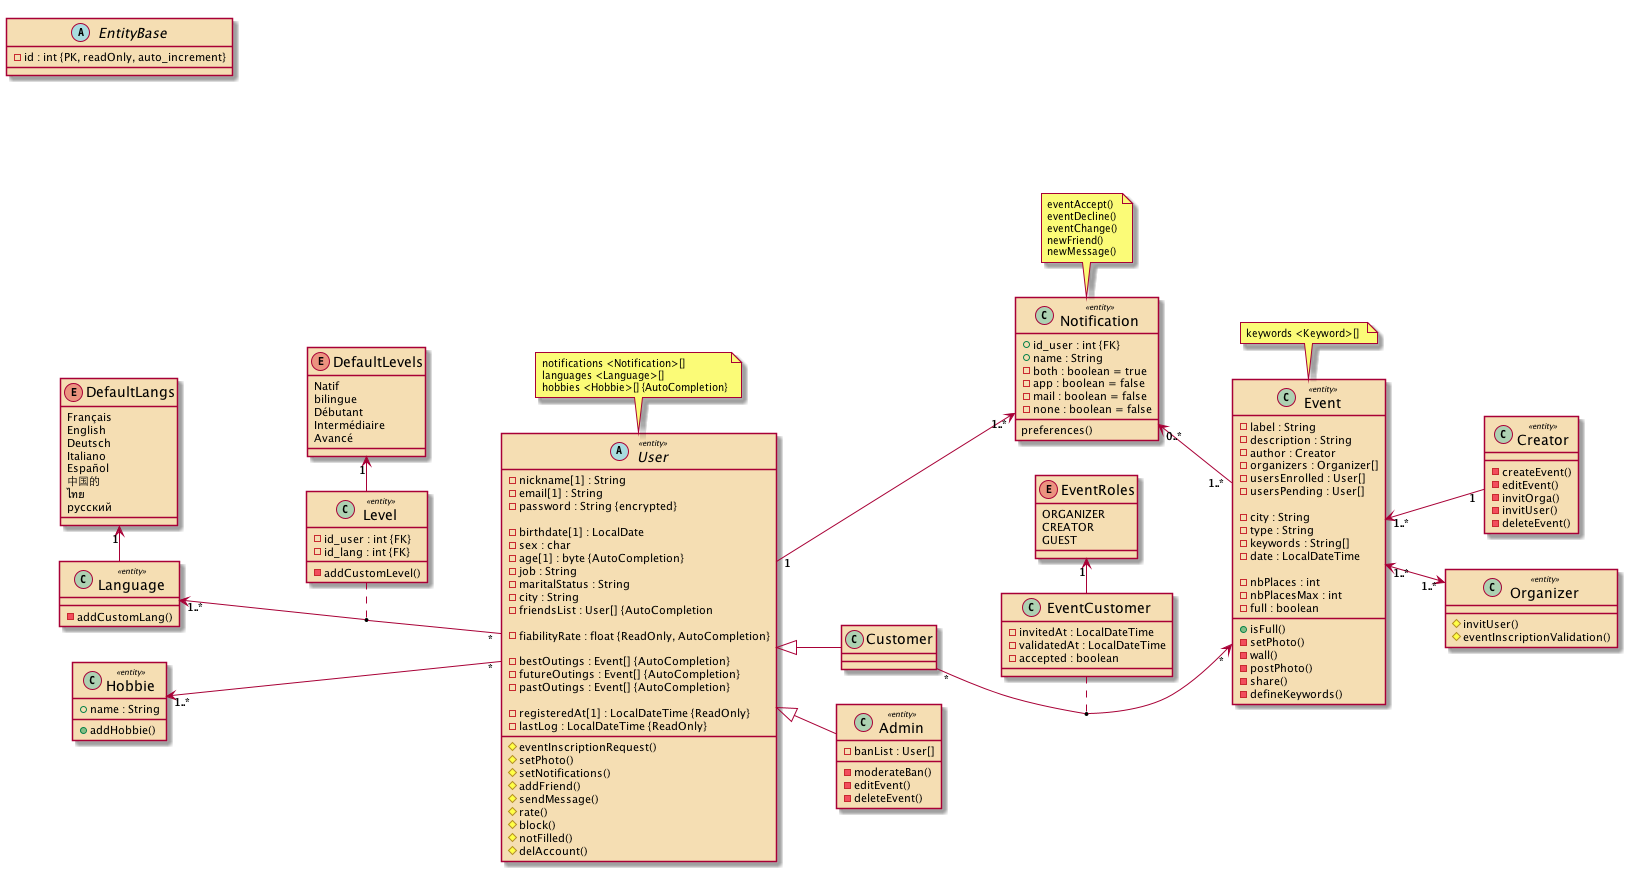 A EntityBase
id : int {PK, readOnly, auto_increment}
eventAccept()
eventDecline()
eventChange()
newFriend()
newMessage()
C «entity»
Notification
id_user : int {FK}
name : String
both : boolean = true
app : boolean = false
mail : boolean = false
none : boolean = false
preferences()
keywords <Keyword>[]
C «entity»
Event
label : String
description : String
author : Creator
organizers : Organizer[]
usersEnrolled : User[]
usersPending : User[]
city : String
type : String
keywords : String[]
date : LocalDateTime
nbPlaces : int
nbPlacesMax : int
full : boolean
isFull()
setPhoto()
wall()
postPhoto()
share()
defineKeywords()
C «entity»
Creator
createEvent()
editEvent()
invitOrga()
invitUser()
deleteEvent()
C «entity»
Organizer
invitUser()
eventInscriptionValidation()
E DefaultLevels
Natif
bilingue
Débutant
Intermédiaire
Avancé
E DefaultLangs
Français
English
Deutsch
Italiano
Español
中国的
ไทย
русский
C «entity»
Level
id_user : int {FK}
id_lang : int {FK}
addCustomLevel()
C «entity»
Language
addCustomLang()
C «entity»
Hobbie
name : String
addHobbie()
notifications <Notification>[]
languages <Language>[]
hobbies <Hobbie>[] {AutoCompletion}
A «entity»
User
nickname[1] : String
email[1] : String
password : String {encrypted}
birthdate[1] : LocalDate
sex : char
age[1] : byte {AutoCompletion}
job : String
maritalStatus : String
city : String
friendsList : User[] {AutoCompletion
fiabilityRate : float {ReadOnly, AutoCompletion}
bestOutings : Event[] {AutoCompletion}
futureOutings : Event[] {AutoCompletion}
pastOutings : Event[] {AutoCompletion}
registeredAt[1] : LocalDateTime {ReadOnly}
lastLog : LocalDateTime {ReadOnly}
eventInscriptionRequest()
setPhoto()
setNotifications()
addFriend()
sendMessage()
rate()
block()
notFilled()
delAccount()
E EventRoles
ORGANIZER
CREATOR
GUEST
C «entity»
EventCustomer
invitedAt : LocalDateTime
validatedAt : LocalDateTime
accepted : boolean
C «entity»
Customer
C «entity»
Admin
banList : User[]
moderateBan()
editEvent()
deleteEvent()
1
1
1..*
*
1..*
*
1..*
1
0..*
1..*
1
*
*
1
1..*
1..*
1..*